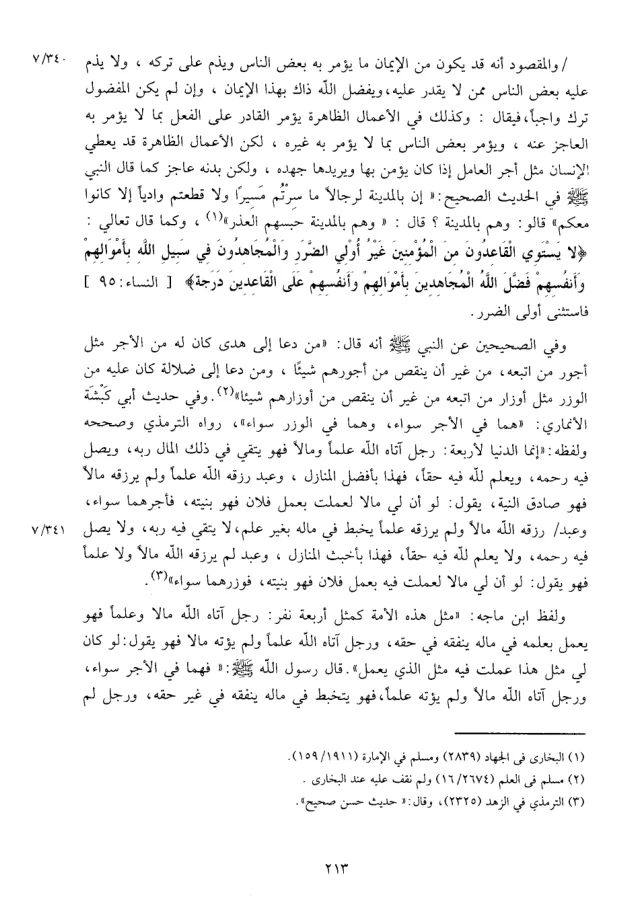 ٧/٣٤٠ / والمقصود أنه قد يكون من الإيمان ما يؤمر به بعض الناس ويذم على تركه ، ولا يذم
عليه بعض الناس ممن لا يقدر عليه،ويفضل الله ذاك بهذا الإيمان ، وإن لم يكن المفضول
ترك واجباً،فيقال : وكذلك في الأعمال الظاهرة يؤمر القادر على الفعل بما لا يؤمر به
العاجز عنه ، ويؤمر بعض الناس بما لا يؤمر به غيره ، لكن الأعمال الظاهرة قد يعطي
الإنسان مثل أجر العامل إذا كان يؤمن بها ويريدها جهده ، ولكن بدنه عاجز كما قال النبي
ﷺ في الحديث الصحيح:« إن بالمدينة لرجالاً ما سِرْتُم مَسِيرًا ولا قطعتم وادياً إلا كانوا
معكم» قالو: وهم بالمدينة ؟ قال : « وهم بالمدينة حبسهم العذر»(١) ، وكما قال تعالي :
﴿لا يَسْتَوِي الْقَاعِدُونَ مِنَ الْمُؤْمِنِينَ غَيْرُ أُوْلِي الضَّرَرِ وَالْمُجَاهِدُونَ فِي سَبِيلِ اللَّهِ بِأَمْوَالِهِمْ
وَأَنفُسِهِمْ فَضَّلَ اللَّهُ الْمُجَاهِدِينَ بِأَمْوَالِهِمْ وَأَنفُسِهِمْ عَلَى الْقَاعِدِينَ دَرَجة﴾ [ النساء:٩٥ ]
فاستثنى أولى الضرر.
وفي الصحيحين عن النبي ﷺ أنه قال: «من دعا إلى هدى كان له من الأجر مثل
أجور من اتبعه، من غير أن ينقص من أجورهم شيئًا ، ومن دعا إلى ضلالة كان عليه من
الوزر مثل أوزار من اتبعه من غير أن ينقص من أوزارهم شيئا»(٢).وفي حديث أبي كَبْشَة
الأنماري: «هما في الأجر سواء، وهما في الوزر سواء»، رواه الترمذي وصححه
ولفظه:«إنما الدنيا لأربعة: رجل آتاه الله علماً ومالاً فهو يتقي في ذلك المال ربه، ويصل
فيه رحمه، ويعلم لله فيه حقاً، فهذا بأفضل المنازل ، وعبد رزقه الله علماً ولم يرزقه مالاً
فهو صادق النية، يقول: لو أن لي مالا لعملت بعمل فلان فهو بنيته، فأجرهما سواء،
٧/٣٤١ وعبد/ رزقه الله مالاً ولم يرزقه علماً يخبط في ماله بغير علم،لا يتقي فيه ربه، ولا يصل
فيه رحمه، ولا يعلم لله فيه حقاً، فهذا بأخبث المنازل ، وعبد لم يرزقه الله مالاً ولا علماً
فهو يقول: لو أن لي مالا لعملت فيه بعمل فلان فهو بنيته، فوزرهما سواء»(٣).
ولفظ ابن ماجه: «مثل هذه الأمة كمثل أربعة نفر: رجل آتاه الله مالا وعلماً فهو
يعمل بعلمه في ماله ينفقه في حقه، ورجل آتاه الله علماً ولم يؤته مالا فهو يقول:لو كان
لي مثل هذا عملت فيه مثل الذي يعمل».قال رسول الله ﷺ:« فهما في الأجر سواء،
ورجل آتاه الله مالاً ولم يؤته علماً،فهو يتخبط في ماله ينفقه في غير حقه، ورجل لم
(١) البخارى فى الجهاد (٢٨٣٩) ومسلم في الإمارة (١٥٩/١٩١١).
(٢) مسلم فى العلم (١٦/٢٦٧٤) ولم نقف عليه عند البخارى .
(٣) الترمذي في الزهد (٢٣٢٥)، وقال:« حديث حسن صحيح».
٢١٣